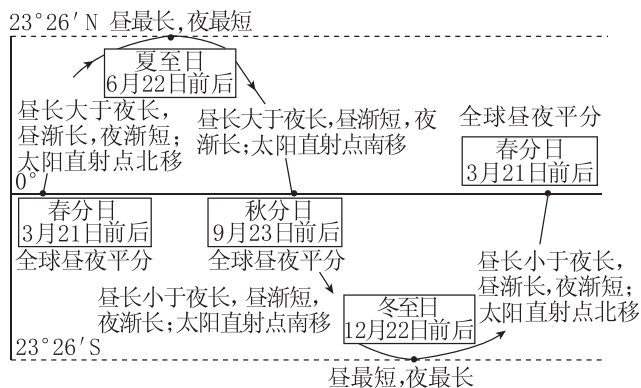 23°26′N 昼最长,夜最短
夏至日
6月22日前后
昼长大于夜长,
昼渐长,夜渐短;
太阳直射点北移
昼长大于夜长,昼渐短,夜
渐长;太阳直射点南移
全球昼夜平分
春分日
3月21日前后
0°
春分日
3月21日前后
全球昼夜平分
秋分日
9月23日前后
全球昼夜平分
昼长小于夜长,昼渐短,
夜渐长;太阳直射点南移
冬至日
12月22日前后
昼长小于夜长,
昼渐长,夜渐短;
太阳直射点北移
23°26′S
昼最短,夜最长